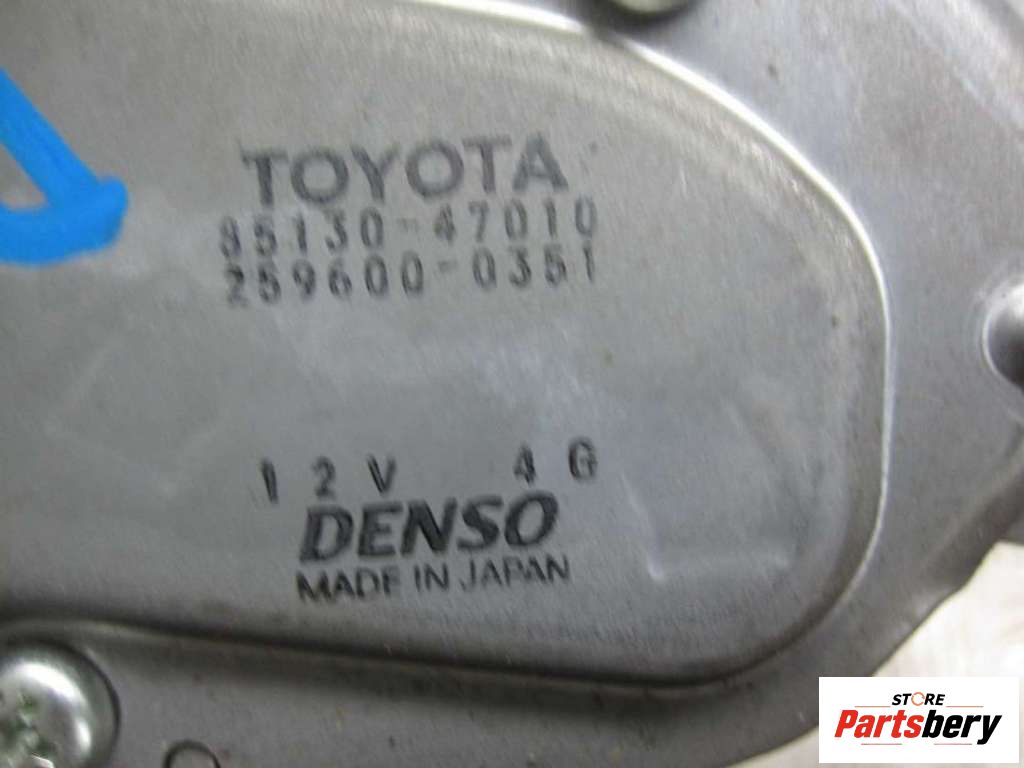 TOYOTA
85130-47010
259600-0351
12V 4G
DENSO
MADE IN JAPAN
STORE
Partsbery